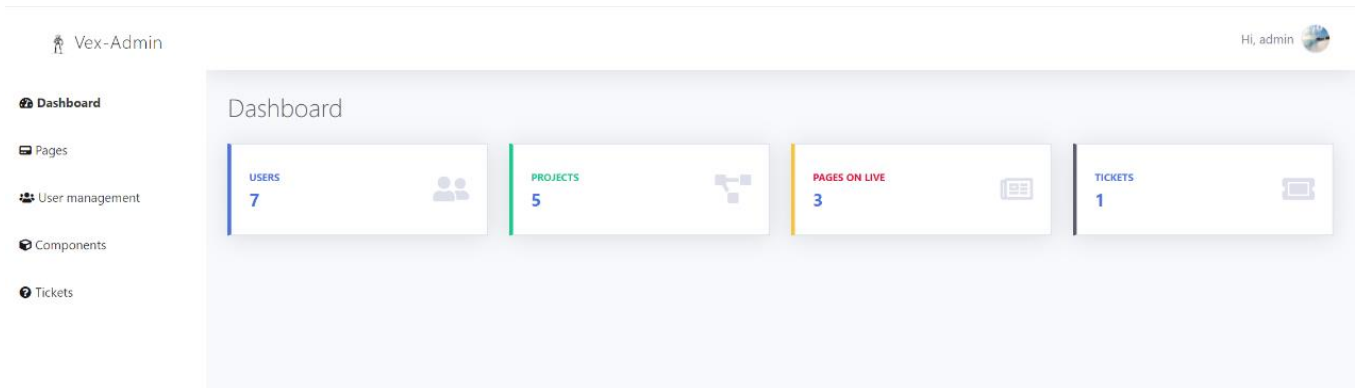 Vex-Admin
Hi, admin
Dashboard
Pages
User management
Components
Tickets
Dashboard
USERS
7
PROJECTS
5
PAGES ON LIVE
3
TICKETS
1